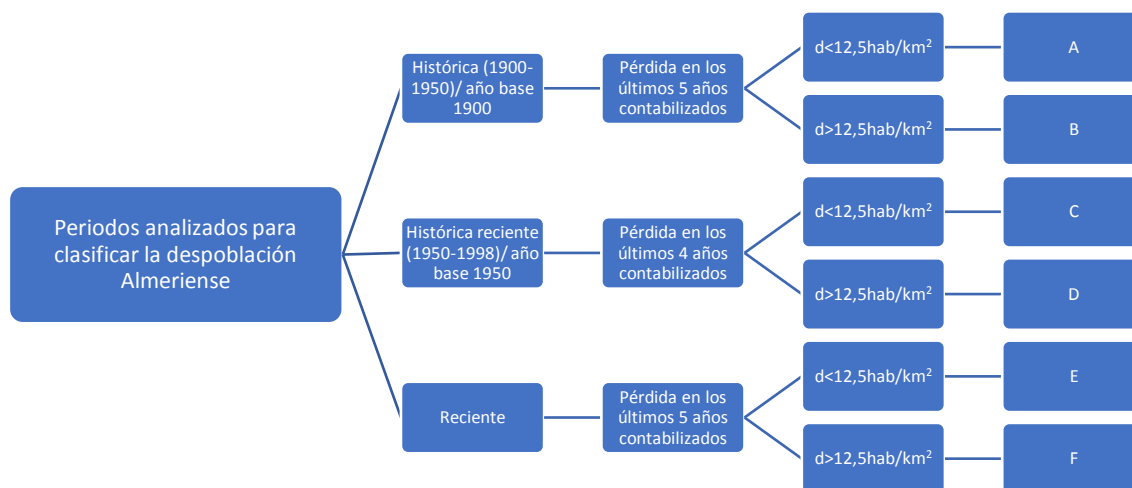 Periodos analizados para
clasificar la despoblación
Almeriense
Histórica (1900-
1950)/ año base
1900
Pérdida en los
últimos 5 años
contabilizados
d<12,5hab/km²
A
d>12,5hab/km²
B
Histórica reciente
(1950-1998)/ año
base 1950
Pérdida en los
últimos 4 años
contabilizados
d<12,5hab/km²
C
d>12,5hab/km²
D
Reciente
Pérdida en los
últimos 5 años
contabilizados
d<12,5hab/km²
E
d>12,5hab/km²
F